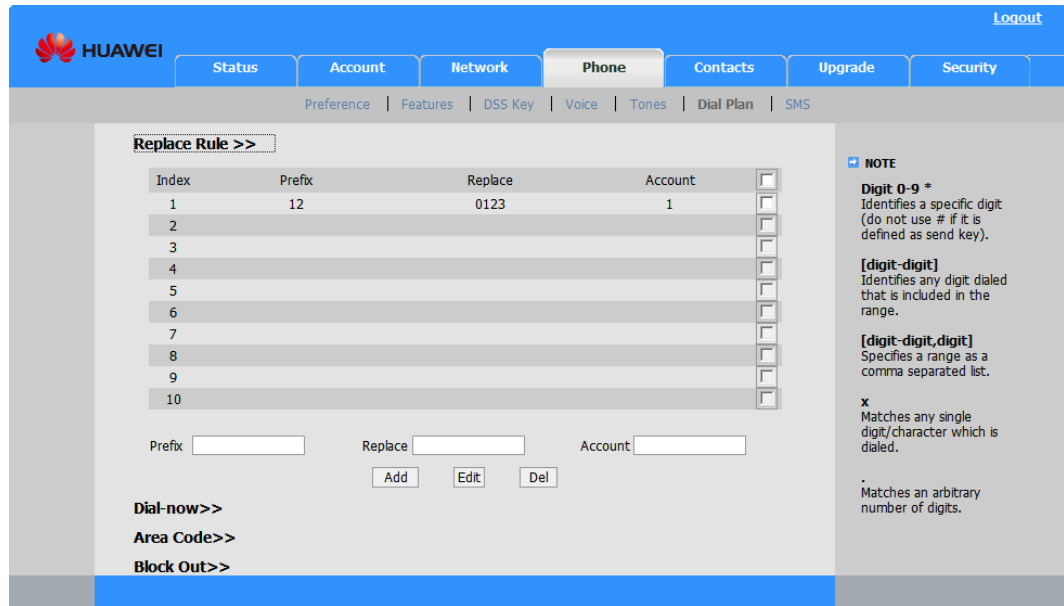 Logout
HUAWEI
Status Account Network Phone Contacts Upgrade Security
Preference | Features | DSS Key | Voice | Tones | Dial Plan | SMS
Replace Rule >>
Index Prefix Replace Account
1 12 0123 1
2
3
4
5
6
7
8
9
10
Prefix Replace Account
Add Edit Del
Dial-now>>
Area Code>>
Block Out>>
NOTE
Digit 0-9 *
Identifies a specific digit
(do not use # if it is
defined as send key).
[digit-digit]
Identifies any digit dialed
that is included in the
range.
[digit-digit,digit]
Specifies a range as a
comma separated list.
x
Matches any single
digit/character which is
dialed.
.
Matches an arbitrary
number of digits.